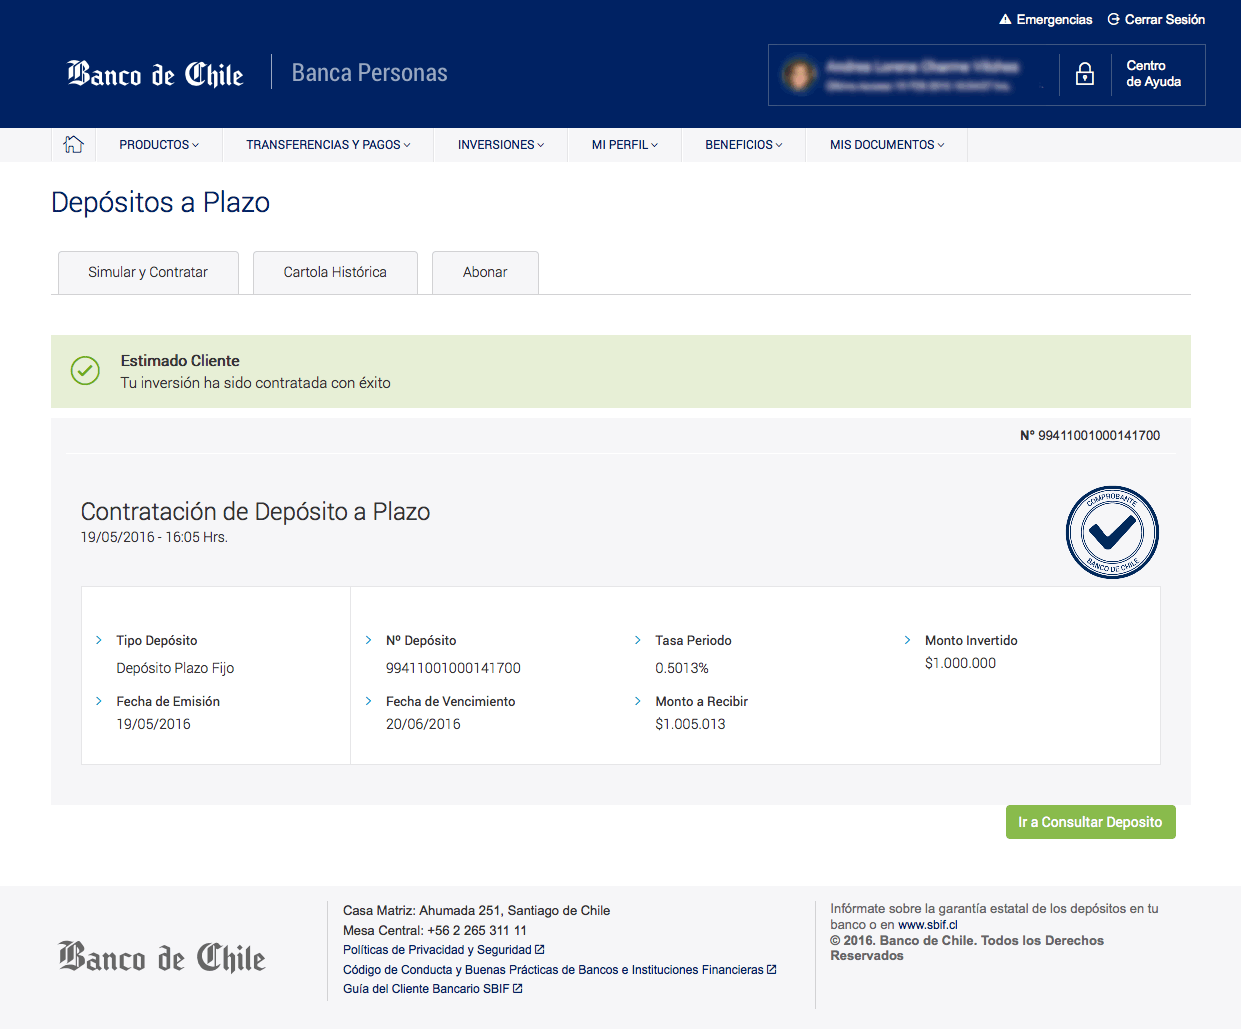 Emergencias Cerrar Sesión
Banco de Chile Banca Personas
Centro
de Ayuda
PRODUCTOS TRANSFERENCIAS Y PAGOS INVERSIONES MI PERFIL BENEFICIOS MIS DOCUMENTOS
Depósitos a Plazo
Simular y Contratar Cartola Histórica Abonar
Estimado Cliente
Tu inversión ha sido contratada con éxito
N° 99411001000141700
Contratación de Depósito a Plazo
19/05/2016 - 16:05 Hrs.
COMPROBANTE
BANCO DE CHILE
Tipo Depósito Nº Depósito Tasa Periodo Monto Invertido
Depósito Plazo Fijo 99411001000141700 0.5013% $1.000.000
Fecha de Emisión Fecha de Vencimiento Monto a Recibir
19/05/2016 20/06/2016 $1.005.013
Ir a Consultar Deposito
Banco de Chile
Casa Matriz: Ahumada 251, Santiago de Chile
Mesa Central: +56 2 265 311 11
Políticas de Privacidad y Seguridad
Código de Conducta y Buenas Prácticas de Bancos e Instituciones Financieras
Guía del Cliente Bancario SBIF
Infórmate sobre la garantía estatal de los depósitos en tu
banco o en www.sbif.cl
© 2016. Banco de Chile. Todos los Derechos
Reservados